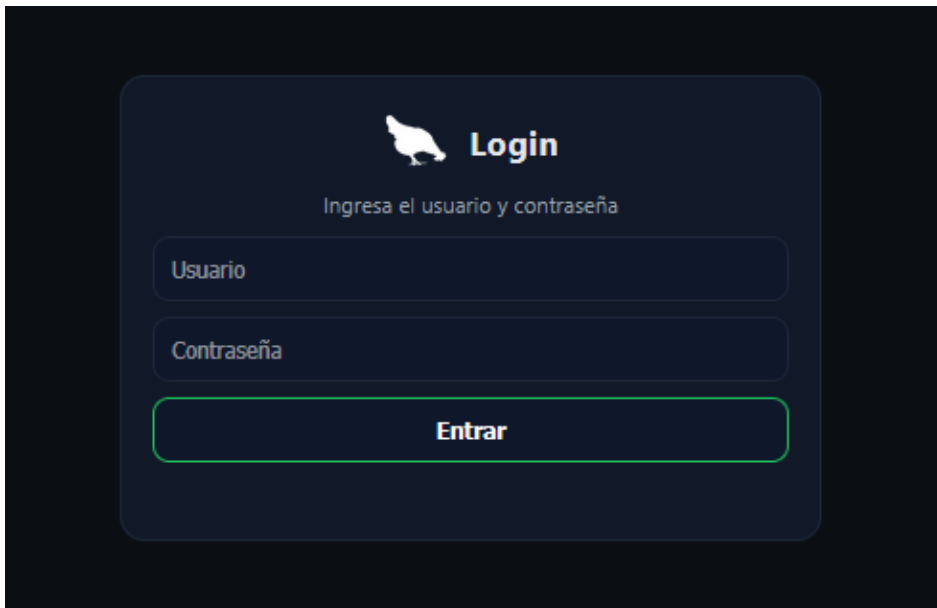 Login
Ingresa el usuario y contraseña
Usuario
Contraseña
Entrar